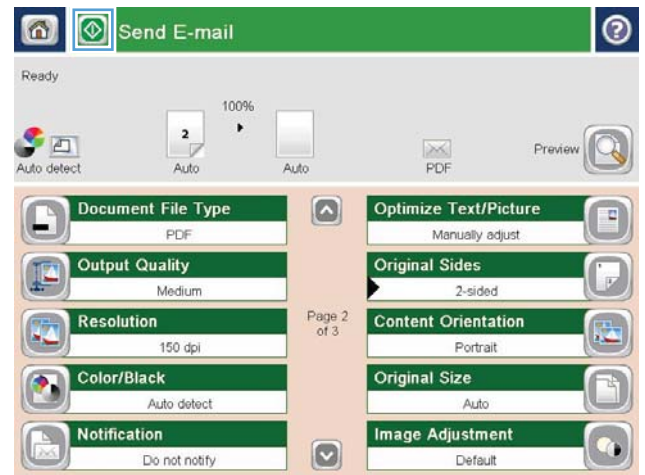 Send E-mail
?
Ready
100%
2
Auto detect
Auto
Auto
PDF
Preview
Document File Type
PDF
Output Quality
Medium
Resolution
150 dpi
Color/Black
Auto detect
Notification
Do not notify
Page 2
of 3
Optimize Text/Picture
Manually adjust
Original Sides
2-sided
Content Orientation
Portrait
Original Size
Auto
Image Adjustment
Default